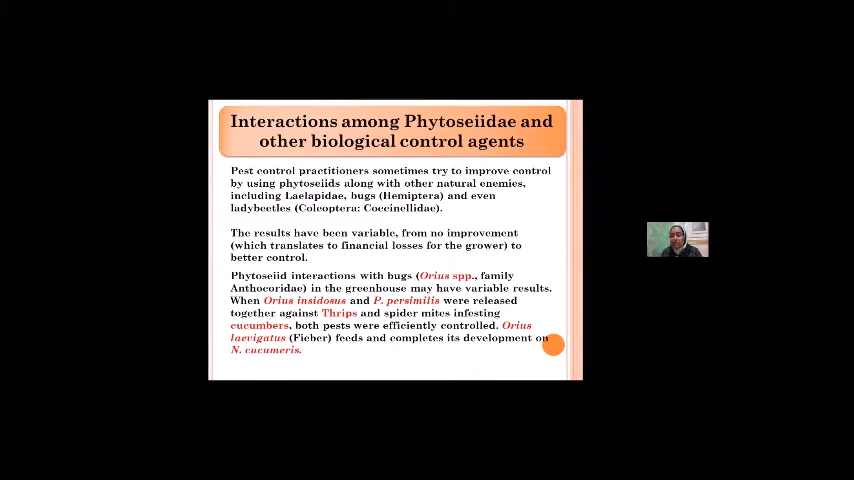 Interactions among Phytoseiidae and
other biological control agents
Pest control practitioners sometimes try to improve control
by using phytoseiids along with other natural enemies,
including Laelapidae, bugs (Hemiptera) and even
ladybeetles (Coleoptera: Coccinellidae).
The results have been variable, from no improvement
(which translates to financial losses for the grower) to
better control.
Phytoseiid interactions with bugs (Orius spp., family
Anthocoridae) in the greenhouse may have variable results.
When Orius insidosus and P. persimilis were released
together against Thrips and spider mites infesting
cucumbers, both pests were efficiently controlled. Orius
laevigatus (Fieber) feeds and completes its development on
N. cucumeris.